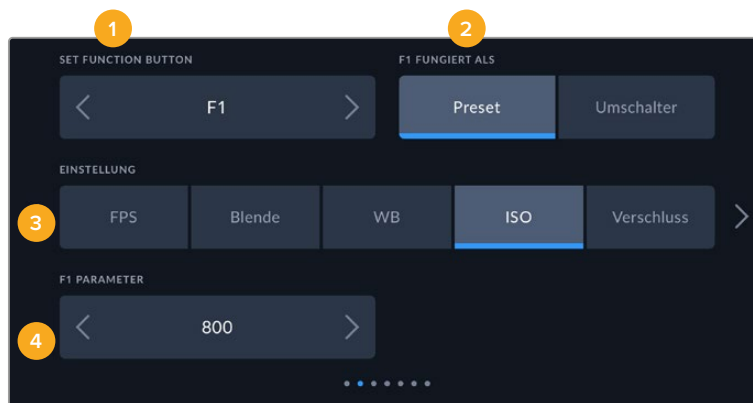 1 2
SET FUNCTION BUTTON F1 FUNGIERT ALS
F1 Preset Umschalter
EINSTELLUNG
3 FPS Blende WB ISO Verschluss
F1 PARAMETER
4 800